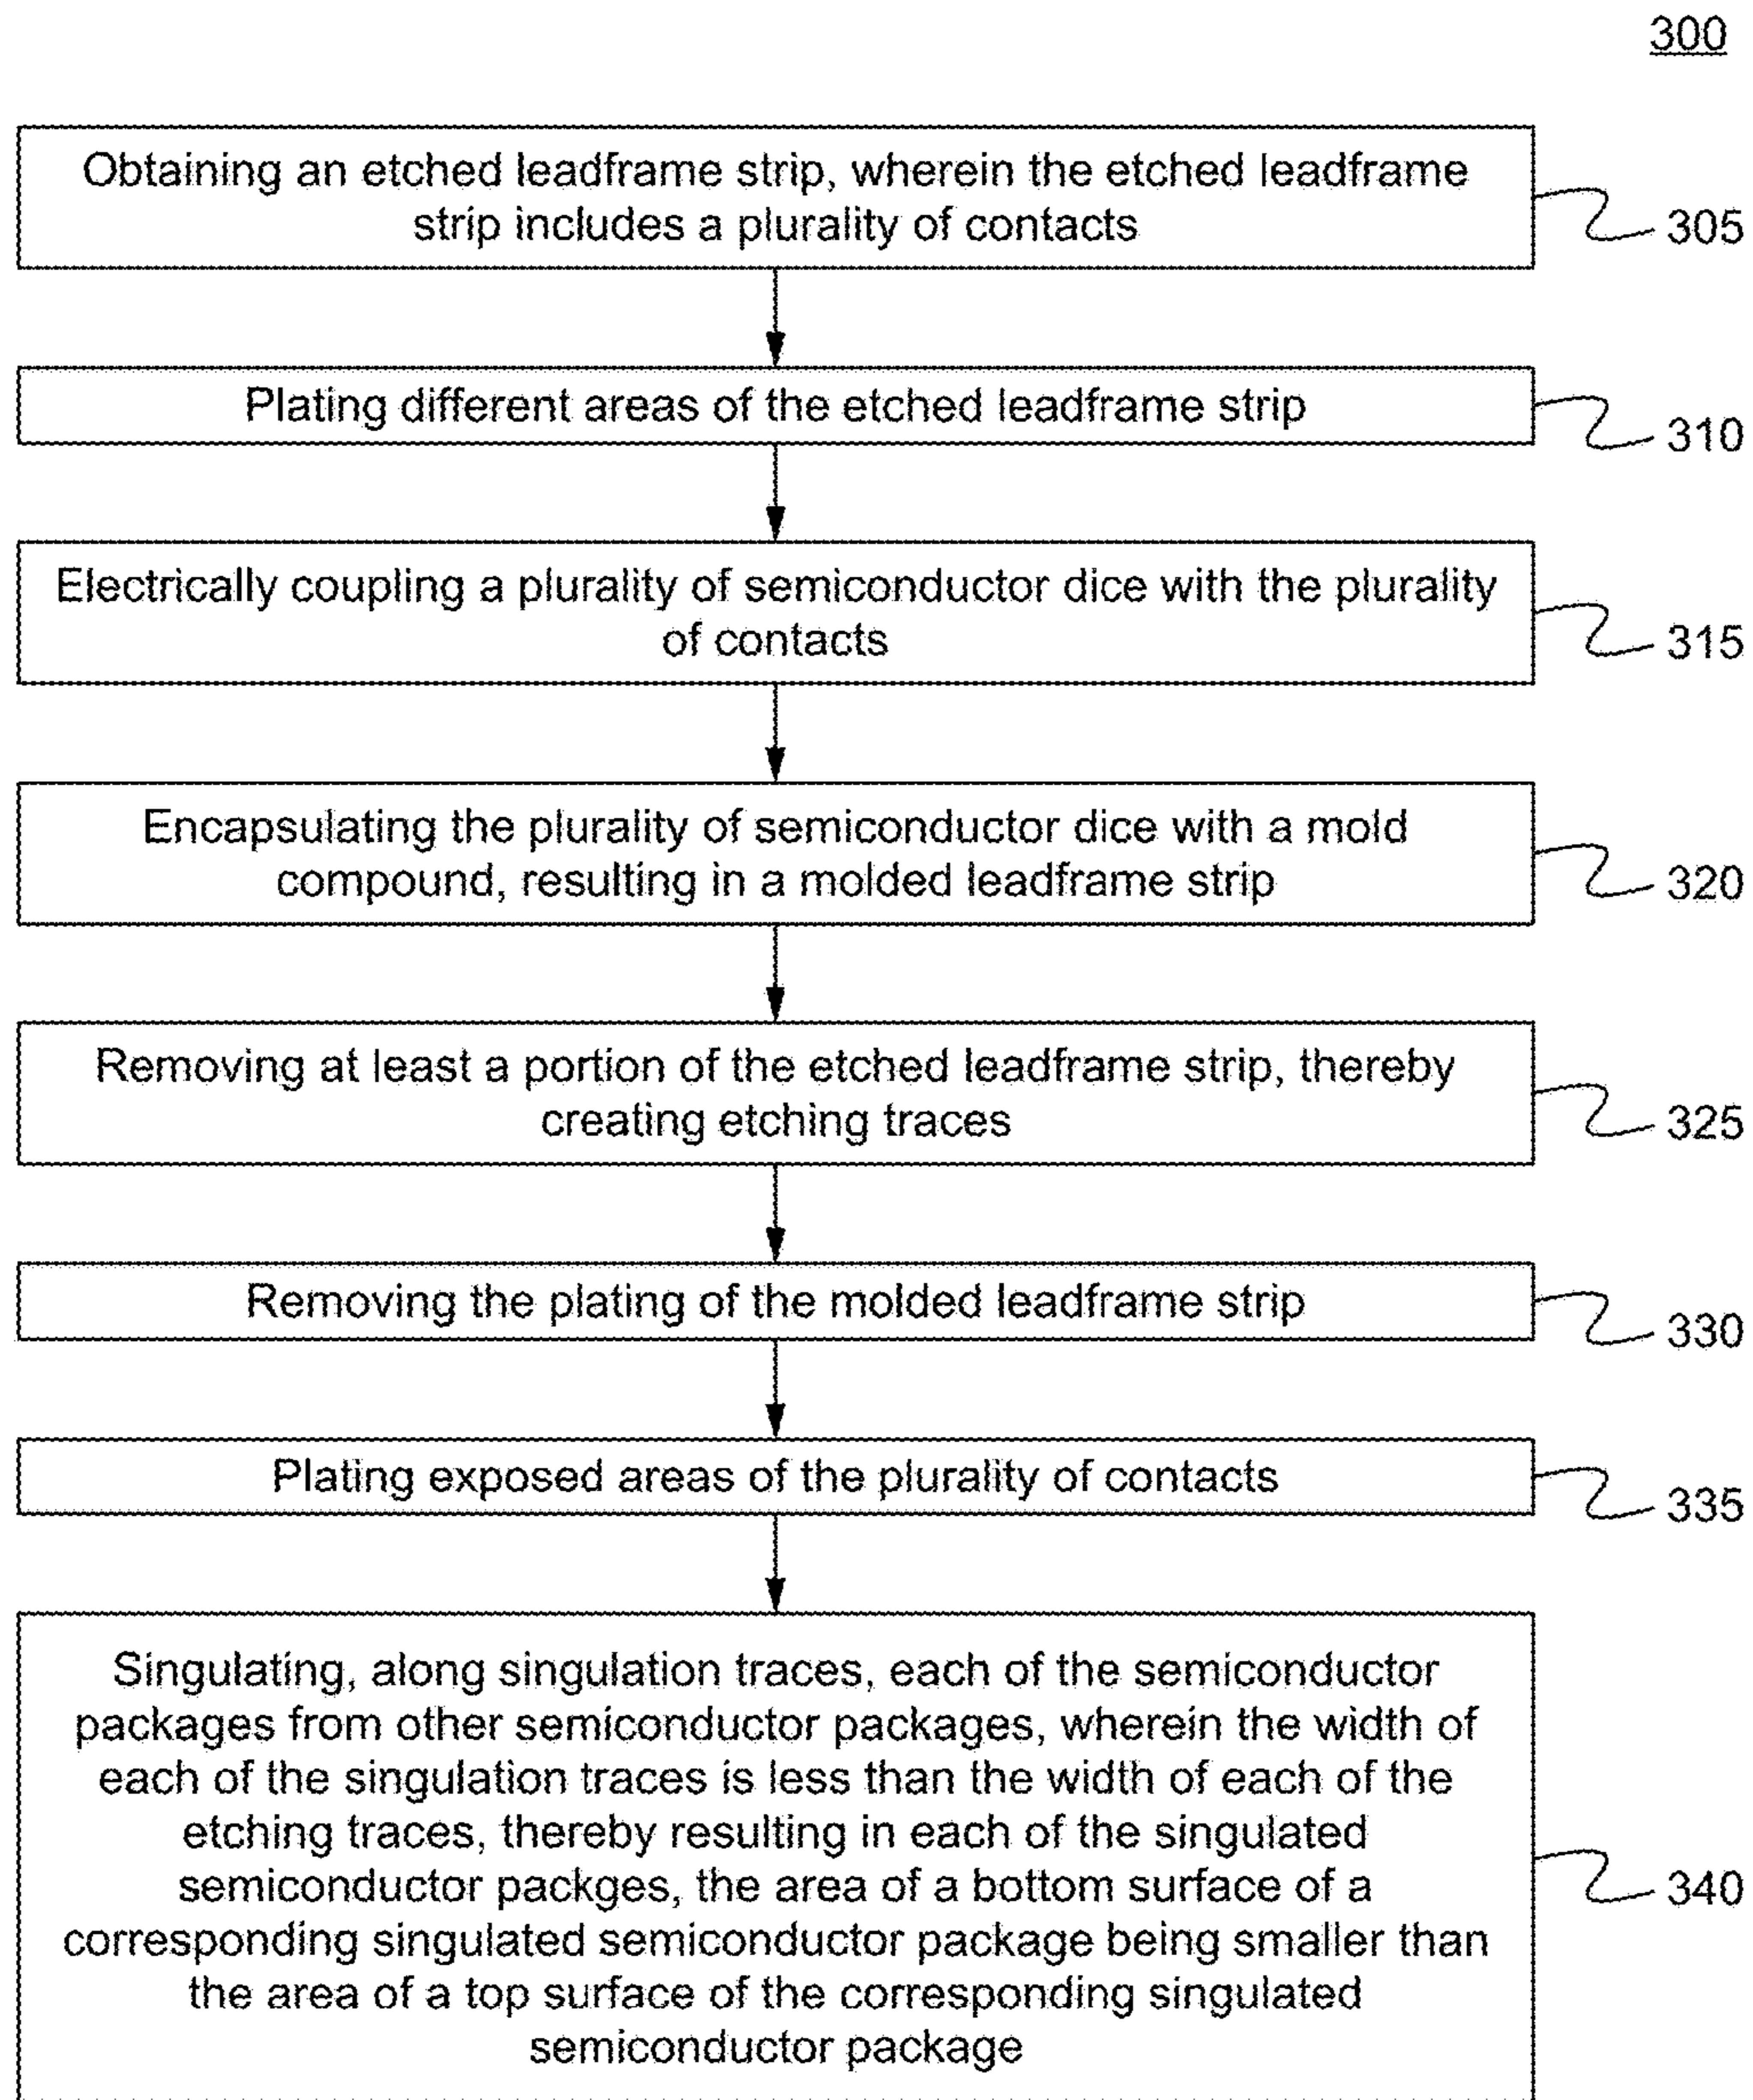 300
Obtaining an etched leadframe strip, wherein the etched leadframe
strip includes a plurality of contacts
305
Plating different areas of the etched leadframe strip
310
Electrically coupling a plurality of semiconductor dice with the plurality
of contacts
315
Encapsulating the plurality of semiconductor dice with a mold
compound, resulting in a molded leadframe strip
320
Removing at least a portion of the etched leadframe strip, thereby
creating etching traces
325
Removing the plating of the molded leadframe strip
330
Plating exposed areas of the plurality of contacts
335
Singulating, along singulation traces, each of the semiconductor
packages from other semiconductor packages, wherein the width of
each of the singulation traces is less than the width of each of the
etching traces, thereby resulting in each of the singulated
semiconductor packges, the area of a bottom surface of a
corresponding singulated semiconductor package being smaller than
the area of a top surface of the corresponding singulated
semiconductor package
340